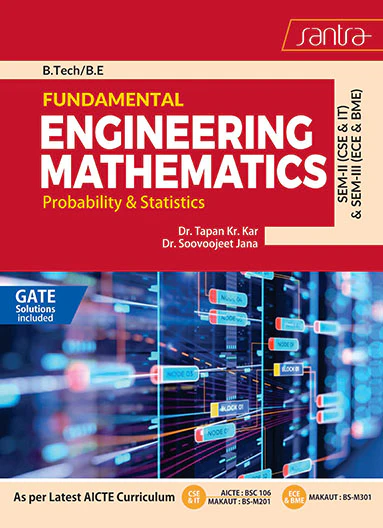 santra
B.Tech/B.E
FUNDAMENTAL
ENGINEERING
MATHEMATICS
Probability & Statistics
SEM-II (CSE & IT)
& SEM-III (ECE & BME)
Dr. Tapan Kr. Kar
Dr. Soovoojeet Jana
GATE
Solutions
included
NODE 03
BLOCK 01
BLOCK 01
As per Latest AICTE Curriculum
CSE
& IT
AICTE : BSC 106
MAKAUT : BS-M201
ECE
& BME
MAKAUT : BS-M301